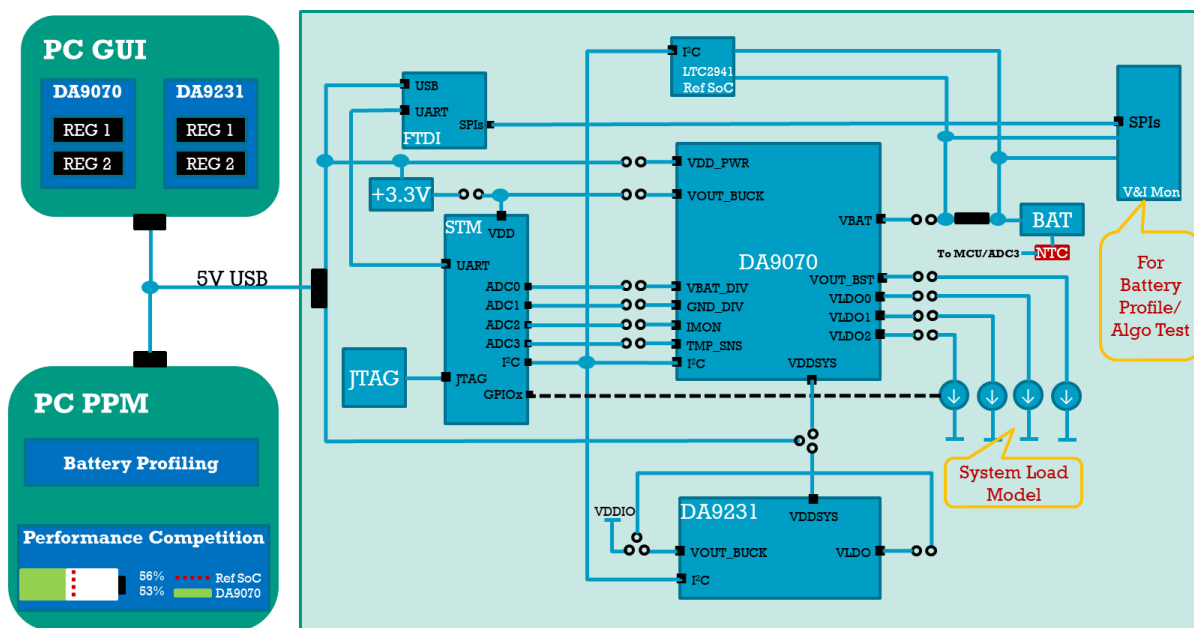 PC GUI
DA9070
DA9231
REG 1
REG 1
REG 2
REG 2
5V USB
PC PPM
Battery Profiling
Performance Competition
56%
Ref SoC
53%
DA9070
USB
UART
SPIs
FTDI
I²C
LTC2941
Ref SoC
SPIs
V&I Mon
For
Battery
Profile/
Algo Test
+3.3V
STM
VDD
UART
ADC0
ADC1
ADC2
ADC3
I²C
JTAG
GPIOx
JTAG
VDD_PWR
VOUT_BUCK
VBAT
DA9070
VOUT_BST
VBAT_DIV
VLDO0
GND_DIV
VLDO1
IMON
VLDO2
TMP_SNS
I²C
VDDSYS
BAT
To MCU/ADC3
NTC
System Load
Model
VDDIO
DA9231
VDDSYS
VOUT_BUCK
VLDO
I²C